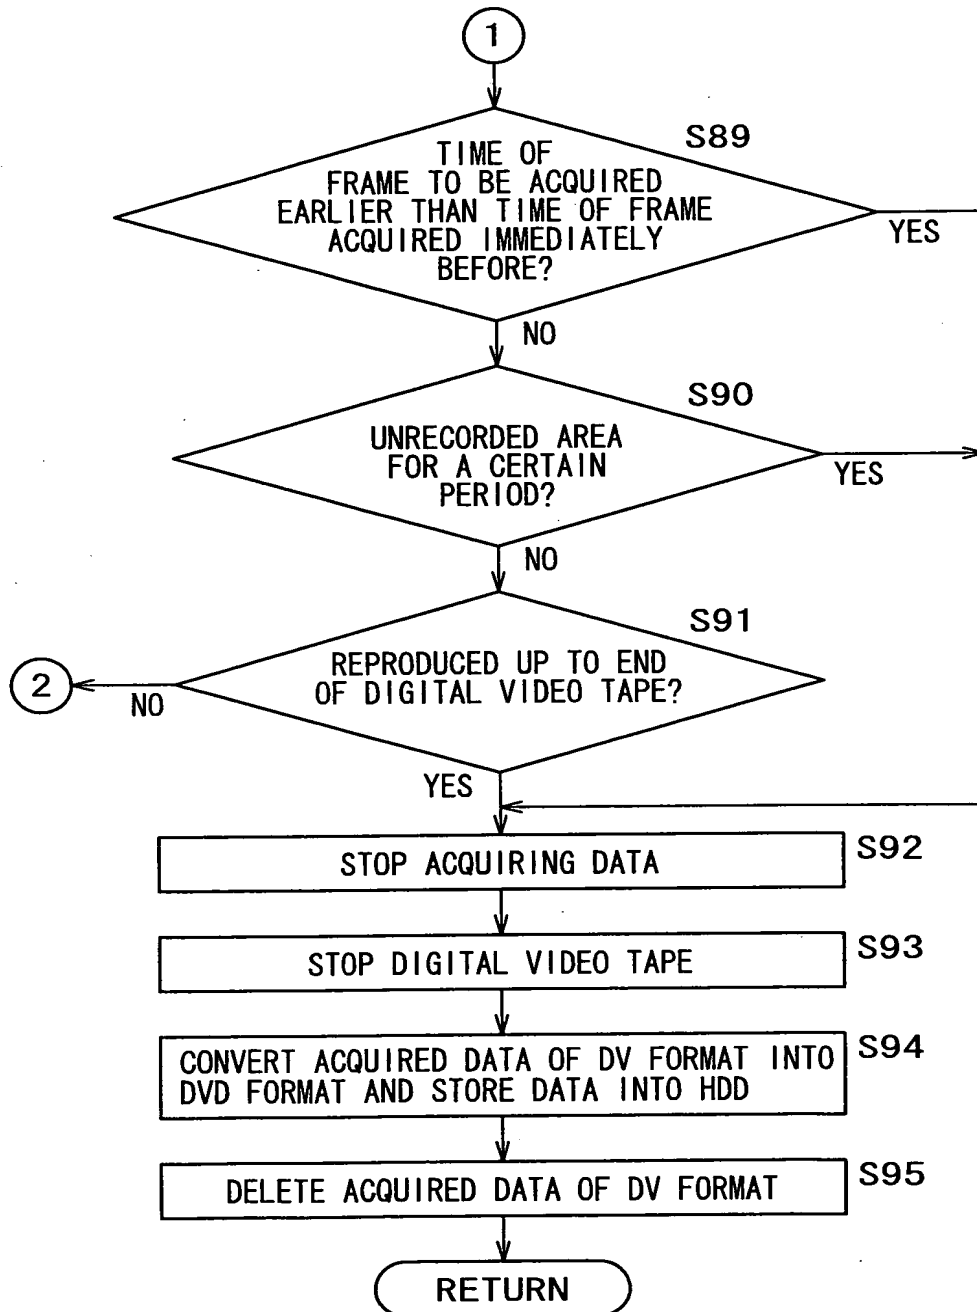 1
S89
TIME OF
FRAME TO BE ACQUIRED
EARLIER THAN TIME OF FRAME
ACQUIRED IMMEDIATELY
BEFORE?
YES
NO
S90
UNRECORDED AREA
FOR A CERTAIN
PERIOD?
YES
NO
S91
REPRODUCED UP TO END
OF DIGITAL VIDEO TAPE?
2
NO
YES
STOP ACQUIRING DATA
S92
STOP DIGITAL VIDEO TAPE
S93
CONVERT ACQUIRED DATA OF DV FORMAT INTO
DVD FORMAT AND STORE DATA INTO HDD
S94
DELETE ACQUIRED DATA OF DV FORMAT
S95
RETURN